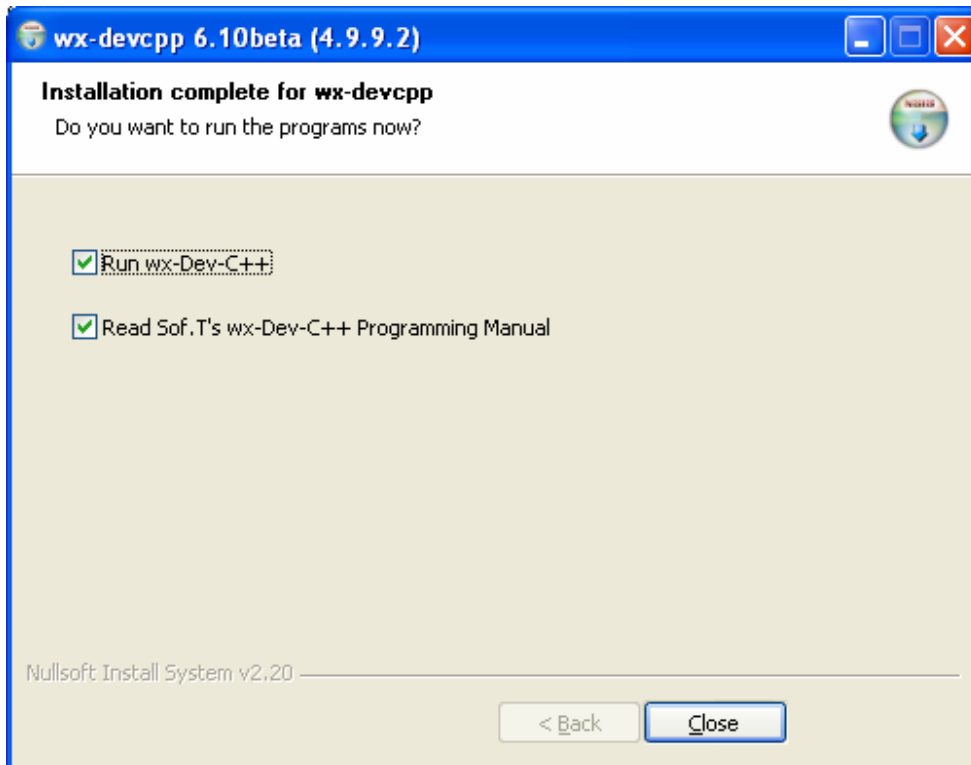 wx-devcpp 6.10beta (4.9.9.2)
Installation complete for wx-devcpp
Do you want to run the programs now?
Run wx-Dev-C++
Read Sof.T's wx-Dev-C++ Programming Manual
Nullsoft Install System v2.20
< Back Close